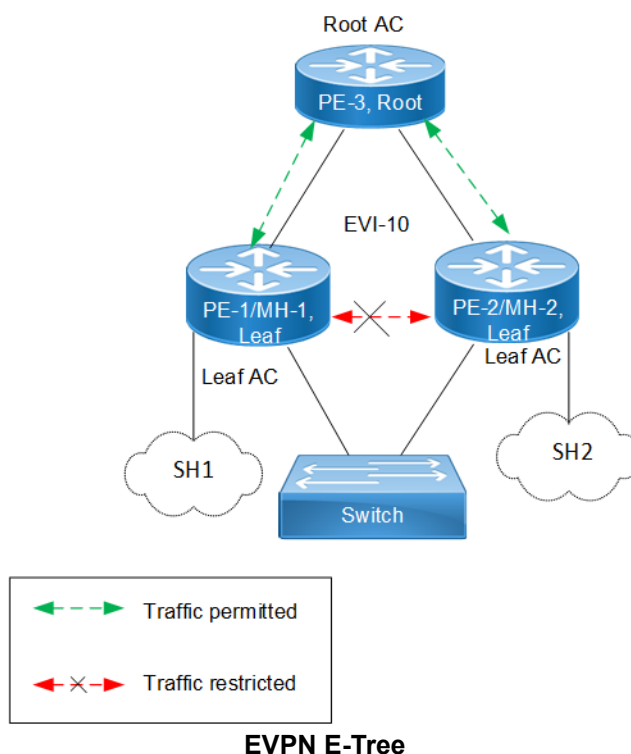 Root AC
PE-3, Root
EVI-10
PE-1/MH-1,
Leaf
PE-2/MH-2,
Leaf
Leaf AC
Leaf AC
SH1
SH2
Switch
Traffic permitted
Traffic restricted
EVPN E-Tree